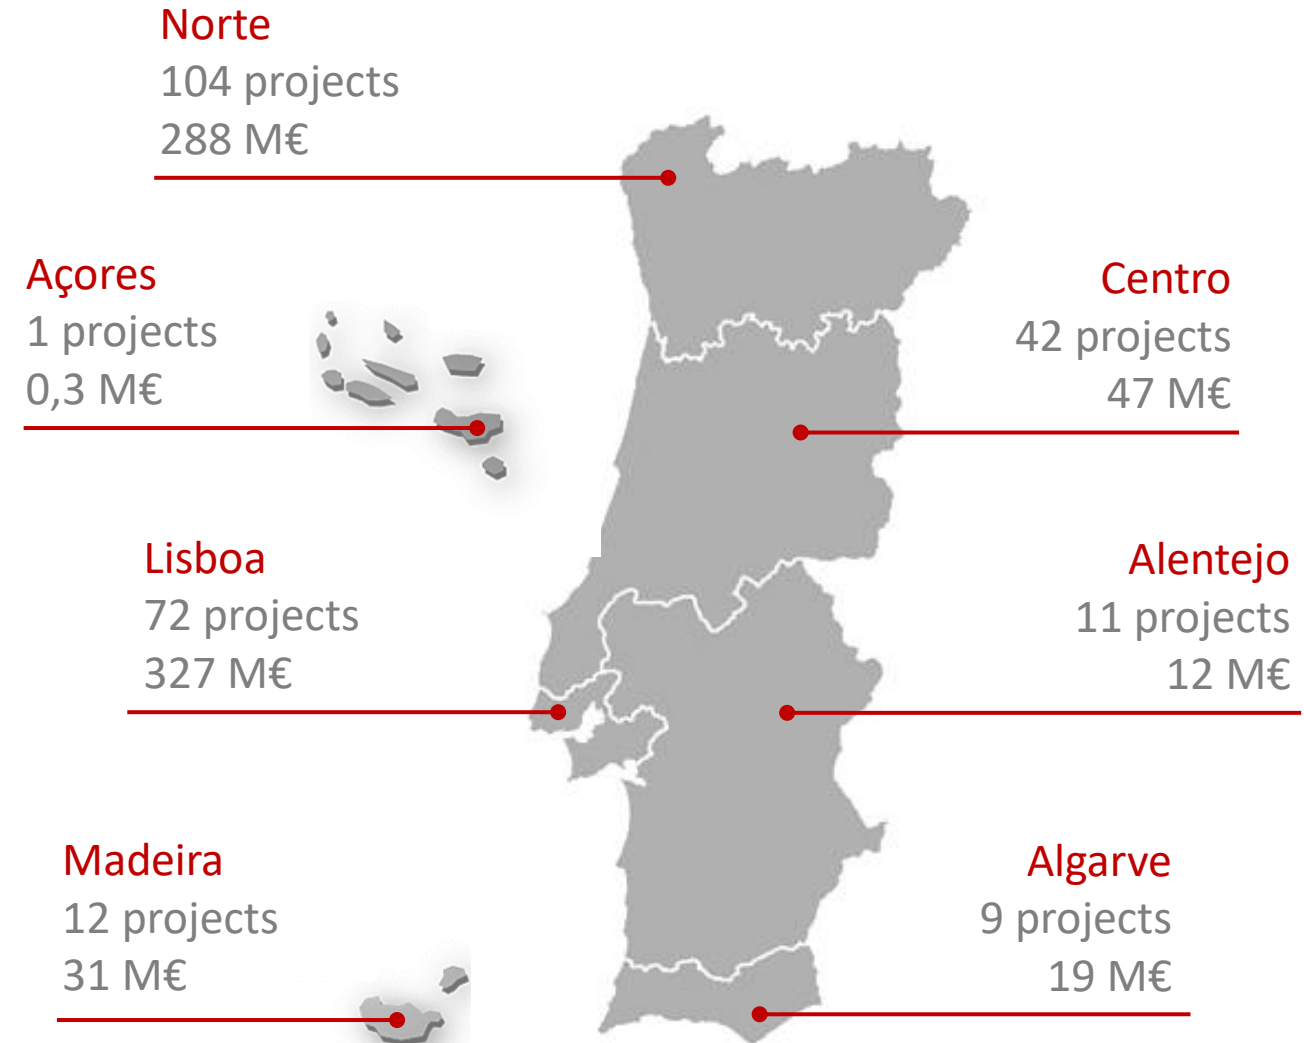 Norte
104 projects
288 M€
Açores
1 projects
0,3 M€
Centro
42 projects
47 M€
Lisboa
72 projects
327 M€
Alentejo
11 projects
12 M€
Madeira
12 projects
31 M€
Algarve
9 projects
19 M€